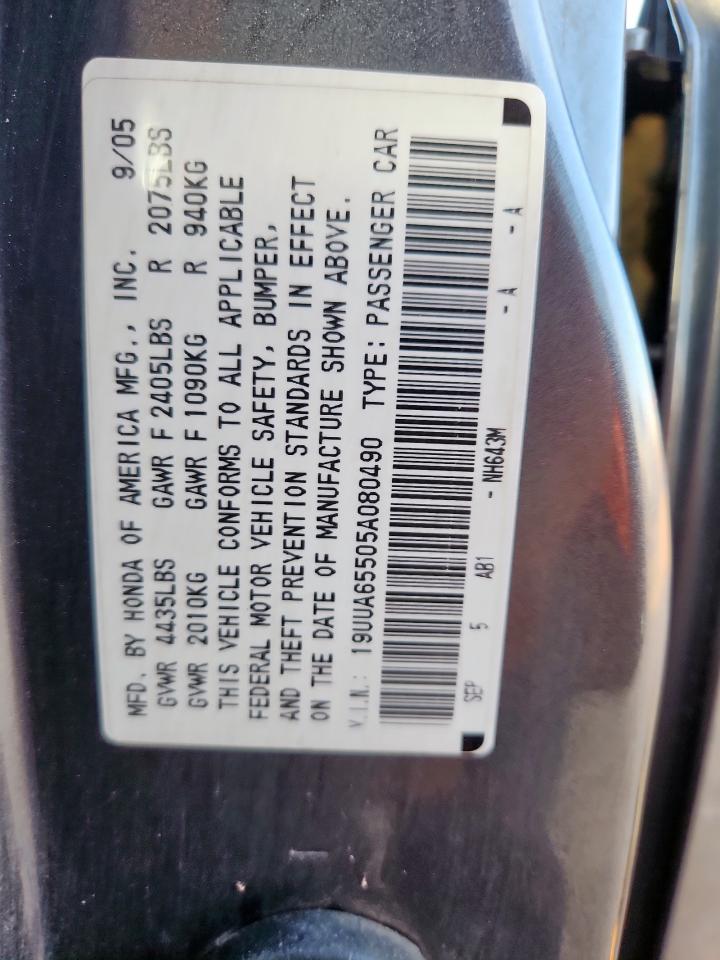 MFD. BY HONDA OF AMERICA MFG., INC. 9/05
GVWR 4435LBS GAWR F 2405LBS R 2075LBS
GVWR 2010KG GAWR F 1090KG R 940KG
THIS VEHICLE CONFORMS TO ALL APPLICABLE
FEDERAL MOTOR VEHICLE SAFETY, BUMPER,
AND THEFT PREVENTION STANDARDS IN EFFECT
ON THE DATE OF MANUFACTURE SHOWN ABOVE.
V.I.N.: 19UUA65505A080490 TYPE: PASSENGER CAR
SEP 5 AB1 - NH643M - A - A